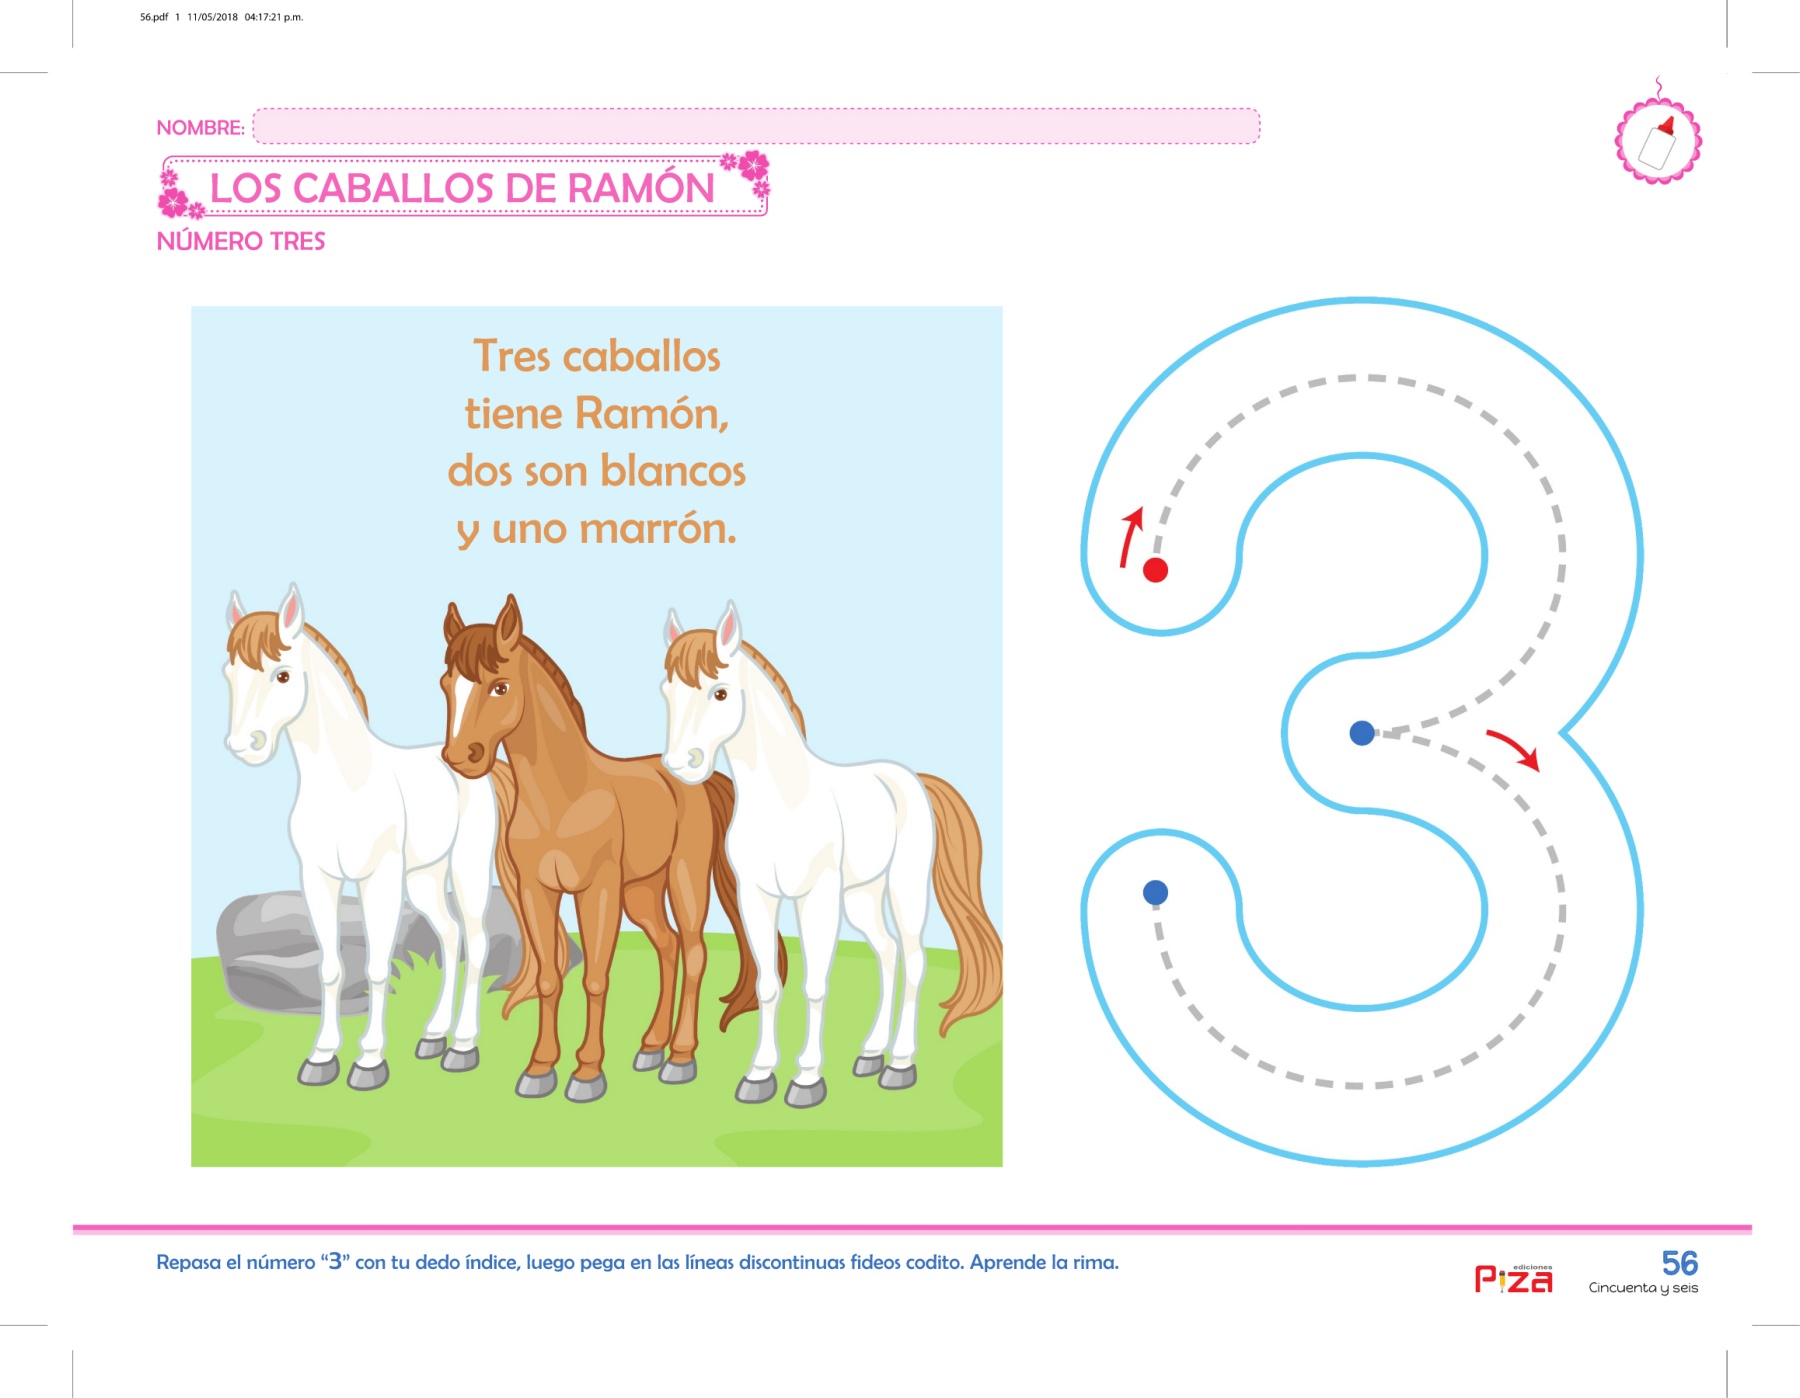 56.pdf 1 11/05/2018 04:17:21 p.m.
NOMBRE:
LOS CABALLOS DE RAMÓN
NÚMERO TRES
Tres caballos
tiene Ramón,
dos son blancos
y uno marrón.
3
Repasa el número “3” con tu dedo índice, luego pega en las líneas discontinuas fideos codito. Aprende la rima.
ediciones
Piza
56
Cincuenta y seis